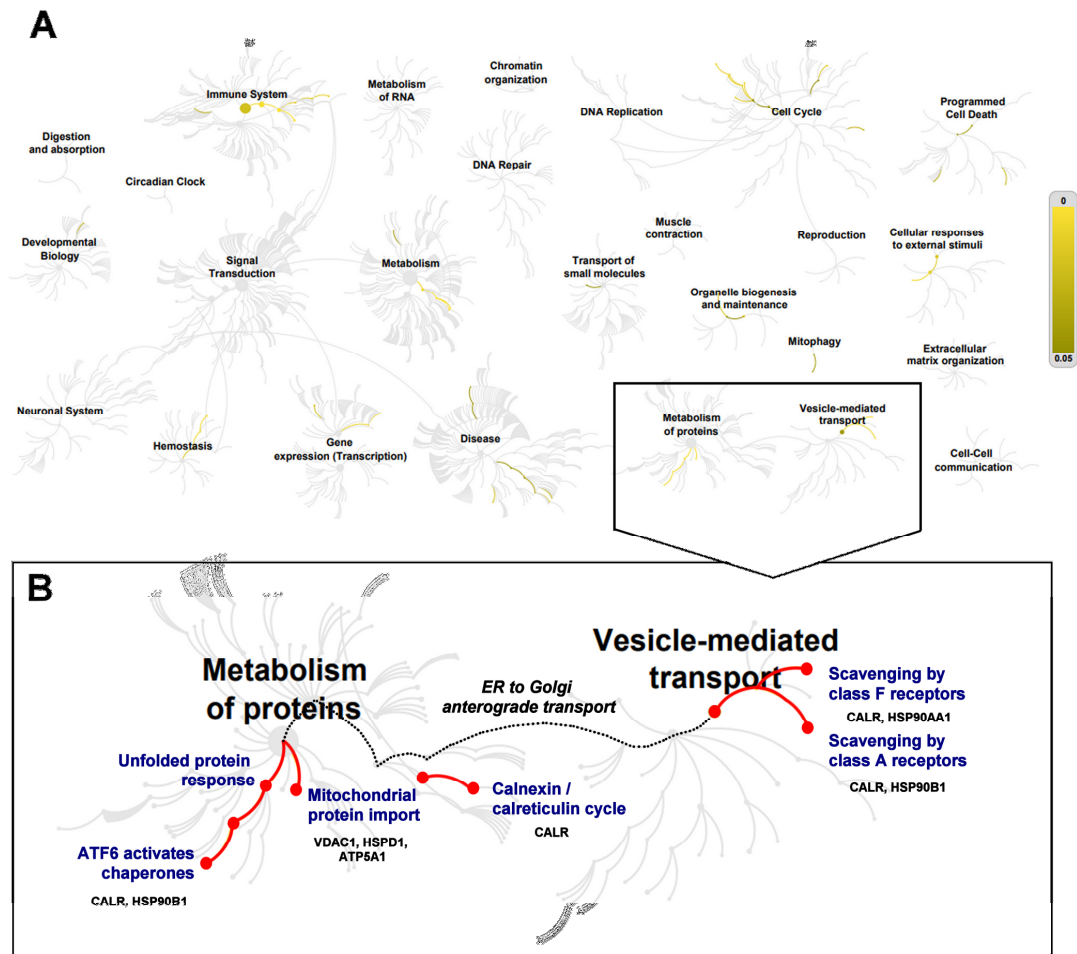 A
Immune System
Metabolism
of RNA
Chromatin
organization
DNA Replication
Cell Cycle
Programmed
Cell Death
Digestion
and absorption
Circadian Clock
DNA Repair
0
0.05
Developmental
Biology
Signal
Transduction
Metabolism
Muscle
contraction
Transport of
small molecules
Reproduction
Cellular responses
to external stimuli
Organelle biogenesis
and maintenance
Mitophagy
Extracellular
matrix organization
Neuronal System
Hemostasis
Gene
expression (Transcription)
Disease
Metabolism
of proteins
Vesicle-mediated
transport
Cell-Cell
communication
B
Metabolism
of proteins
ER to Golgi
anterograde transport
Vesicle-mediated
transport
Scavenging by
class F receptors
CALR, HSP90AA1
Scavenging by
class A receptors
CALR, HSP90B1
Unfolded protein
response
Mitochondrial
protein import
VDAC1, HSPD1,
ATP5A1
Calnexin /
calreticulin cycle
CALR
ATF6 activates
chaperones
CALR, HSP90B1